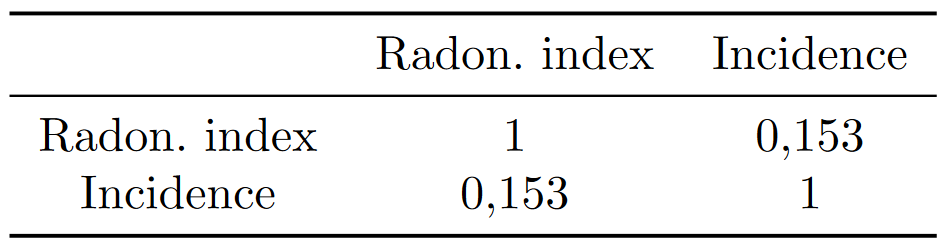 Radon. index Incidence
Radon. index 1 0,153
Incidence 0,153 1